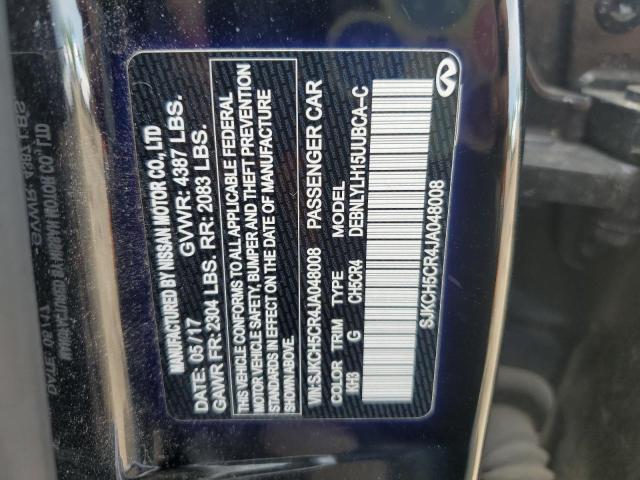 MANUFACTURED BY NISSAN MOTOR CO., LTD
DATE: 05/17 GVWR: 4387 LBS.
GAWR FR: 2304 LBS. RR: 2083 LBS.
THIS VEHICLE CONFORMS TO ALL APPLICABLE FEDERAL
MOTOR VEHICLE SAFETY, BUMPER AND THEFT PREVENTION
STANDARDS IN EFFECT ON THE DATE OF MANUFACTURE
SHOWN ABOVE.
VIN:SJKCH5CR4JA048008 PASSENGER CAR
COLOR TRIM TYPE MODEL
KH3 G CH5CR4 DEBNLYLH15UUBCA-C
SJKCH5CR4JA048008